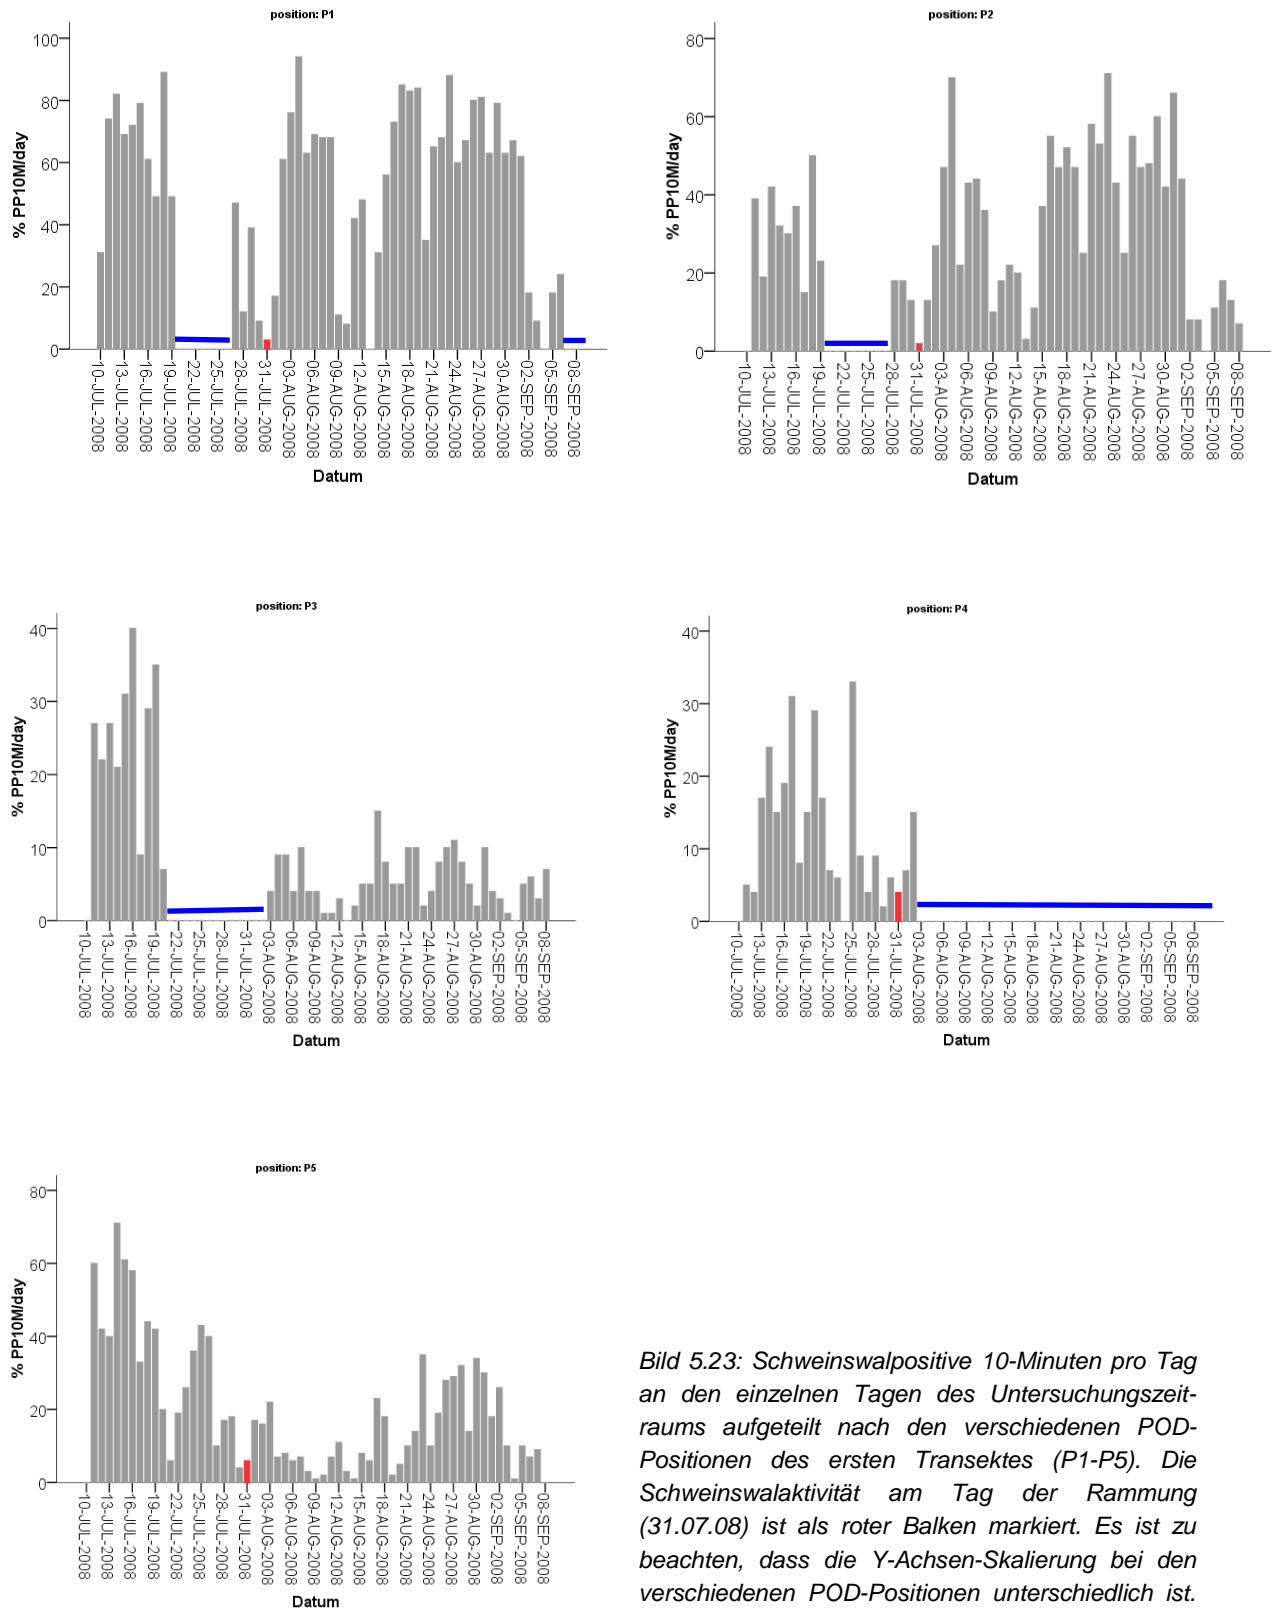 position: P1
% PP10M/day
100
80
60
40
20
0
10-JUL-2008
13-JUL-2008
16-JUL-2008
19-JUL-2008
22-JUL-2008
25-JUL-2008
28-JUL-2008
31-JUL-2008
03-AUG-2008
06-AUG-2008
09-AUG-2008
12-AUG-2008
15-AUG-2008
18-AUG-2008
21-AUG-2008
24-AUG-2008
27-AUG-2008
30-AUG-2008
02-SEP-2008
05-SEP-2008
08-SEP-2008
Datum
position: P2
% PP10M/day
80
60
40
20
0
10-JUL-2008
13-JUL-2008
16-JUL-2008
19-JUL-2008
22-JUL-2008
25-JUL-2008
28-JUL-2008
31-JUL-2008
03-AUG-2008
06-AUG-2008
09-AUG-2008
12-AUG-2008
15-AUG-2008
18-AUG-2008
21-AUG-2008
24-AUG-2008
27-AUG-2008
30-AUG-2008
02-SEP-2008
05-SEP-2008
08-SEP-2008
Datum
position: P3
% PP10M/day
40
30
20
10
0
10-JUL-2008
13-JUL-2008
16-JUL-2008
19-JUL-2008
22-JUL-2008
25-JUL-2008
28-JUL-2008
31-JUL-2008
03-AUG-2008
06-AUG-2008
09-AUG-2008
12-AUG-2008
15-AUG-2008
18-AUG-2008
21-AUG-2008
24-AUG-2008
27-AUG-2008
30-AUG-2008
02-SEP-2008
05-SEP-2008
08-SEP-2008
Datum
position: P4
% PP10M/day
40
30
20
10
0
10-JUL-2008
13-JUL-2008
16-JUL-2008
19-JUL-2008
22-JUL-2008
25-JUL-2008
28-JUL-2008
31-JUL-2008
03-AUG-2008
06-AUG-2008
09-AUG-2008
12-AUG-2008
15-AUG-2008
18-AUG-2008
21-AUG-2008
24-AUG-2008
27-AUG-2008
30-AUG-2008
02-SEP-2008
05-SEP-2008
08-SEP-2008
Datum
position: P5
% PP10M/day
80
60
40
20
0
10-JUL-2008
13-JUL-2008
16-JUL-2008
19-JUL-2008
22-JUL-2008
25-JUL-2008
28-JUL-2008
31-JUL-2008
03-AUG-2008
06-AUG-2008
09-AUG-2008
12-AUG-2008
15-AUG-2008
18-AUG-2008
21-AUG-2008
24-AUG-2008
27-AUG-2008
30-AUG-2008
02-SEP-2008
05-SEP-2008
08-SEP-2008
Datum
Bild 5.23: Schweinswalpositive 10-Minuten pro Tag
an den einzelnen Tagen des Untersuchungszeit-
raums aufgeteilt nach den verschiedenen POD-
Positionen des ersten Transektes (P1-P5). Die
Schweinswalaktivität am Tag der Rammung
(31.07.08) ist als roter Balken markiert. Es ist zu
beachten, dass die Y-Achsen-Skalierung bei den
verschiedenen POD-Positionen unterschiedlich ist.